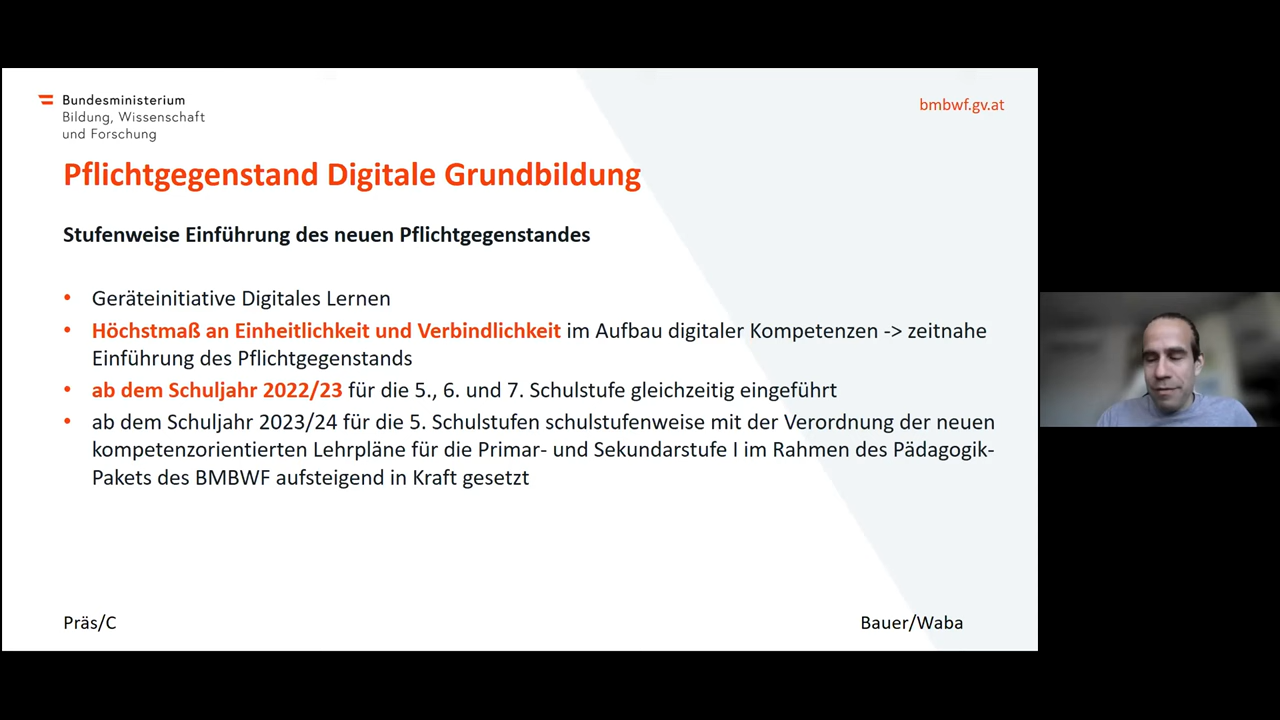 Bundesministerium
Bildung, Wissenschaft
und Forschung
bmbwf.gv.at
Pflichtgegenstand Digitale Grundbildung
Stufenweise Einführung des neuen Pflichtgegenstandes
• Geräteinitiative Digitales Lernen
• Höchstmaß an Einheitlichkeit und Verbindlichkeit im Aufbau digitaler Kompetenzen -> zeitnahe
Einführung des Pflichtgegenstands
• ab dem Schuljahr 2022/23 für die 5., 6. und 7. Schulstufe gleichzeitig eingeführt
• ab dem Schuljahr 2023/24 für die 5. Schulstufen schulstufenweise mit der Verordnung der neuen
kompetenzorientierten Lehrpläne für die Primar- und Sekundarstufe I im Rahmen des Pädagogik-
Pakets des BMBWF aufsteigend in Kraft gesetzt
Präs/C
Bauer/Waba